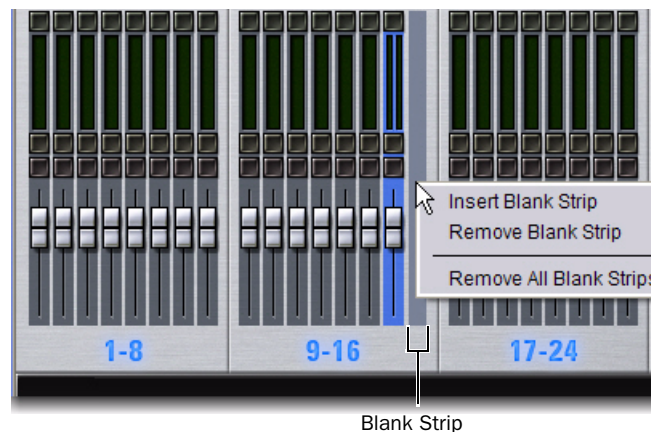 Insert Blank Strip
Remove Blank Strip
Remove All Blank Strips
1-8
9-16
17-24
Blank Strip